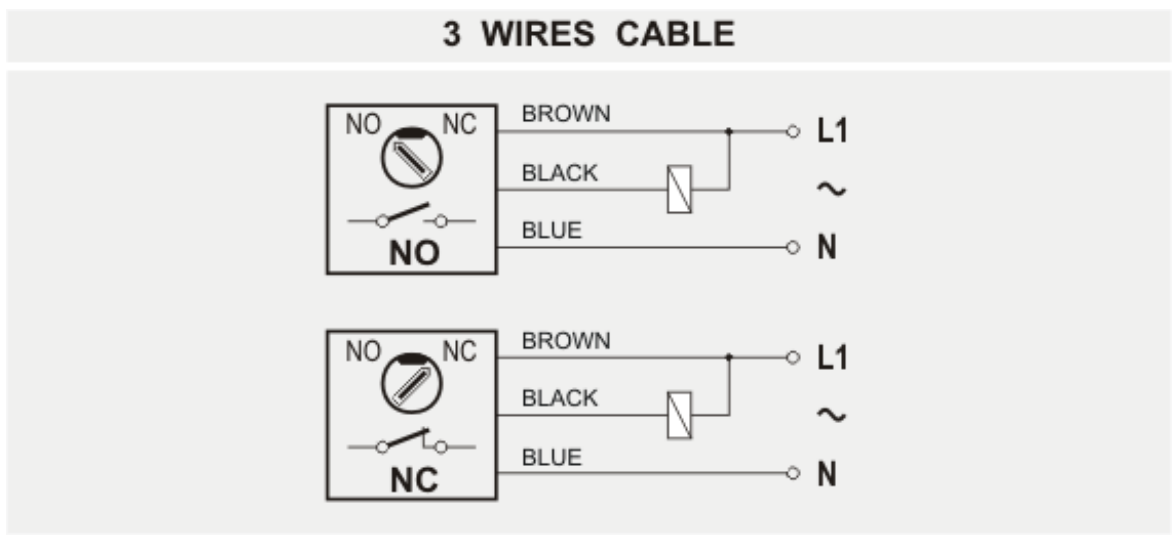 3 WIRES CABLE
NO NC BROWN L1
BLACK ~
BLUE N
NO
NO NC BROWN L1
BLACK ~
BLUE N
NC